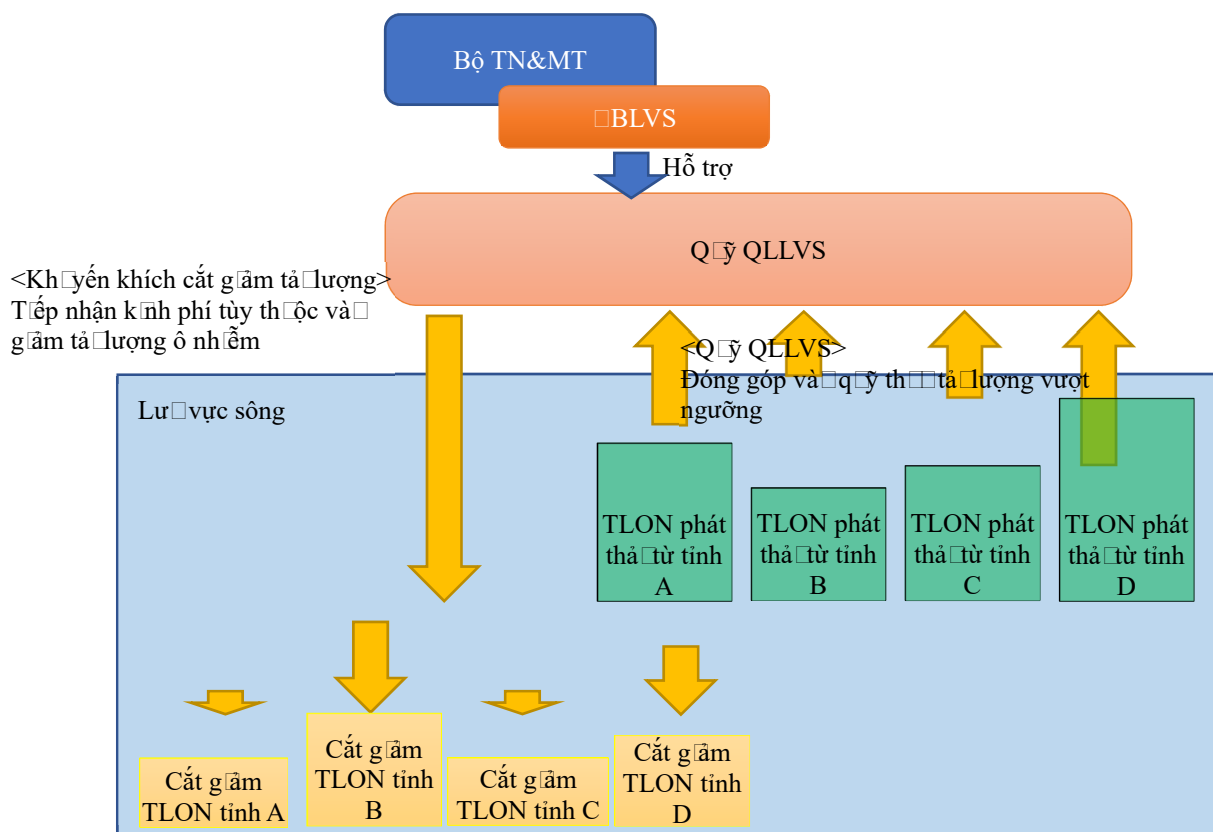 Bộ TN&MT
□BLVS
Hỗ trợ
Q□ỹ QLLVS
<Kh□yến khích cắt g□ảm tả□lượng>
T□ếp nhận k□nh phí tùy th□ộc và□
g□ảm tả□lượng ô nh□ễm
<Q□ỹ QLLVS>
Đóng góp và□q□ỹ th□□tả□lượng vượt
ngưỡng
Lư□vực sông
TLON phát
thả□từ tỉnh
A
TLON phát
thả□từ tỉnh
B
TLON phát
thả□từ tỉnh
C
TLON phát
thả□từ tỉnh
D
Cắt g□ảm
TLON tỉnh A
Cắt g□ảm
TLON tỉnh
B
Cắt g□ảm
TLON tỉnh C
Cắt g□ảm
TLON tỉnh
D